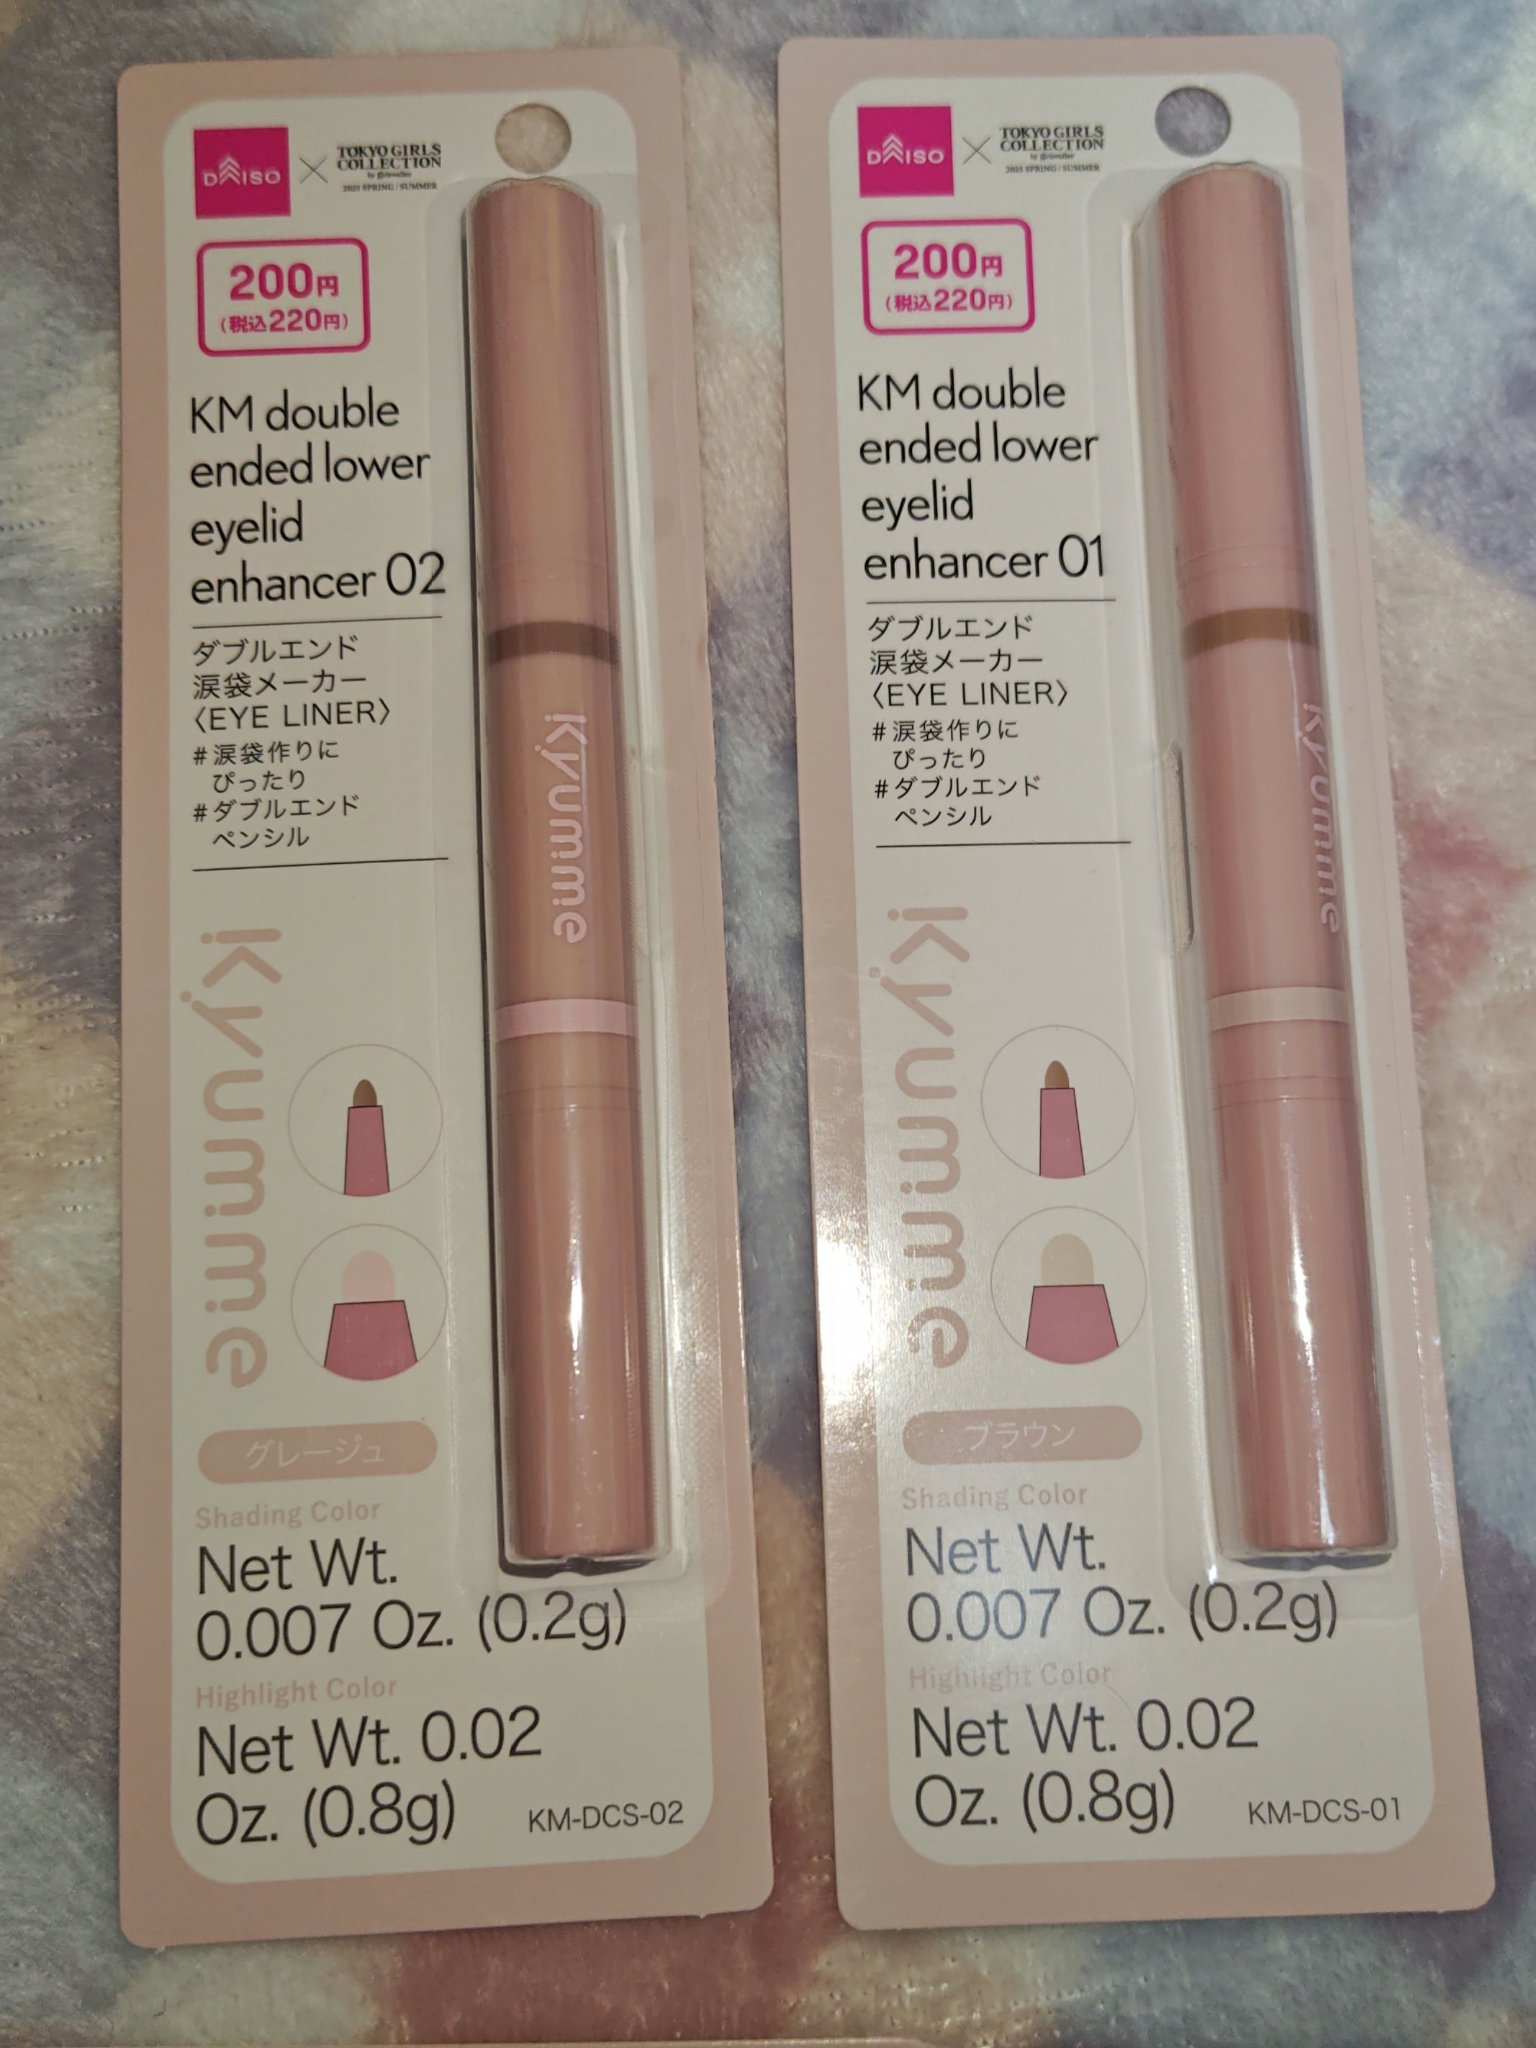 DAISO × TOKYO GIRLS
COLLECTION
2025 SPRING / SUMMER
200円
(税込220円)
KM double
ended lower
eyelid
enhancer 02
ダブルエンド
涙袋メーカー
〈EYE LINER〉
#涙袋作りに
ぴったり
#ダブルエンド
ペンシル
Kyumme
Kyumme
グレージュ
Shading Color
Net Wt.
0.007 Oz. (0.2g)
Highlight Color
Net Wt. 0.02
Oz. (0.8g)
KM-DCS-02
DAISO × TOKYO GIRLS
COLLECTION
2025 SPRING / SUMMER
200円
(税込220円)
KM double
ended lower
eyelid
enhancer 01
ダブルエンド
涙袋メーカー
〈EYE LINER〉
#涙袋作りに
ぴったり
#ダブルエンド
ペンシル
Kyumme
Kyumme
ブラウン
Shading Color
Net Wt.
0.007 Oz. (0.2g)
Highlight Color
Net Wt. 0.02
Oz. (0.8g)
KM-DCS-01